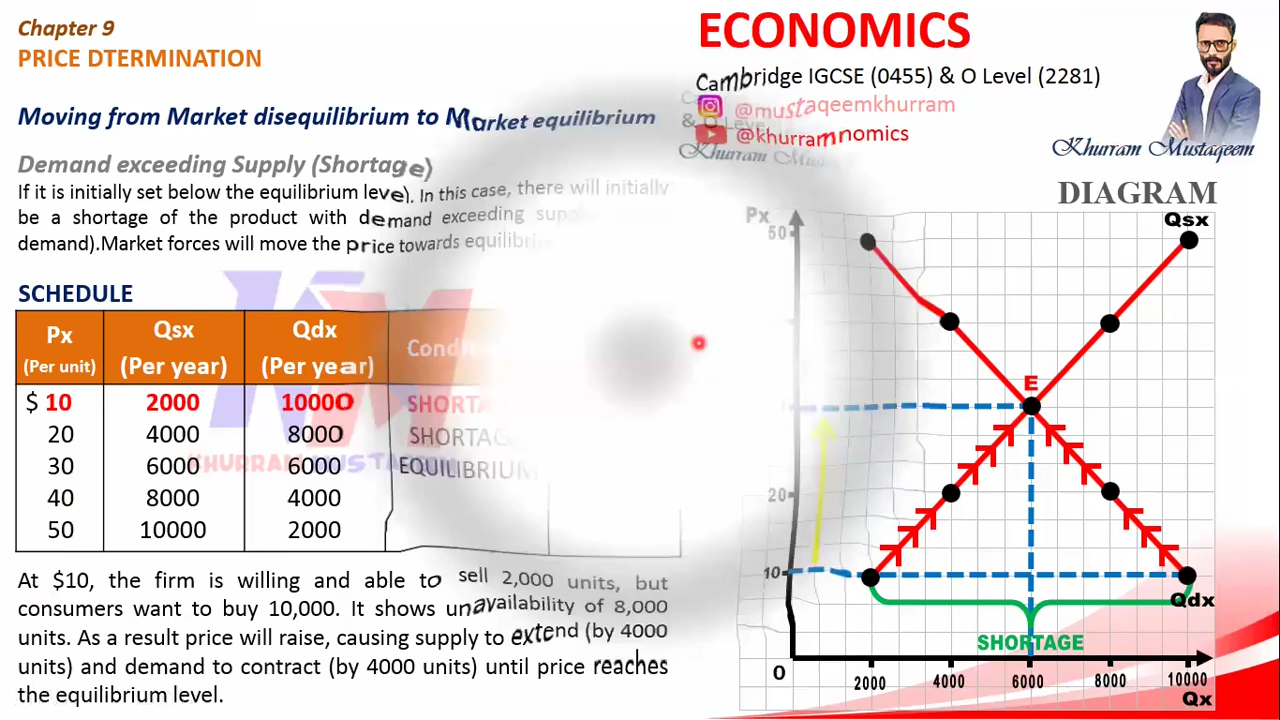 Chapter 9
PRICE DTERMINATION
Moving from Market disequilibrium to Market equilibrium
Demand exceeding Supply (Shortage)
If it is initially set below the equilibrium level). In this case, there will initially
be a shortage of the product with demand exceeding
demand).Market forces will move the price towards
SCHEDULE
Px Qsx Qdx
(Per unit) (Per year) (Per year)
$ 10 2000 10000
20 4000 8000
30 6000 6000 EQUILIBRIUM
40 8000 4000
50 10000 2000
KHURRAM
At $10, the firm is willing and able to sell 2,000 units, but
consumers want to buy 10,000. It shows unavailability of 8,000
units. As a result price will raise, causing supply to extend (by 4000
units) and demand to contract (by 4000 units) until price reaches
the equilibrium level.
ECONOMICS
Cambridge IGCSE (0455) & O Level (2281)
@mustaqeemkhurram
@khurramnomics
Khurram Mustaqeem
DIAGRAM
Px
Qsx
50
E
20
10
Qdx
SHORTAGE
0
2000 4000 6000 8000 10000
Qx